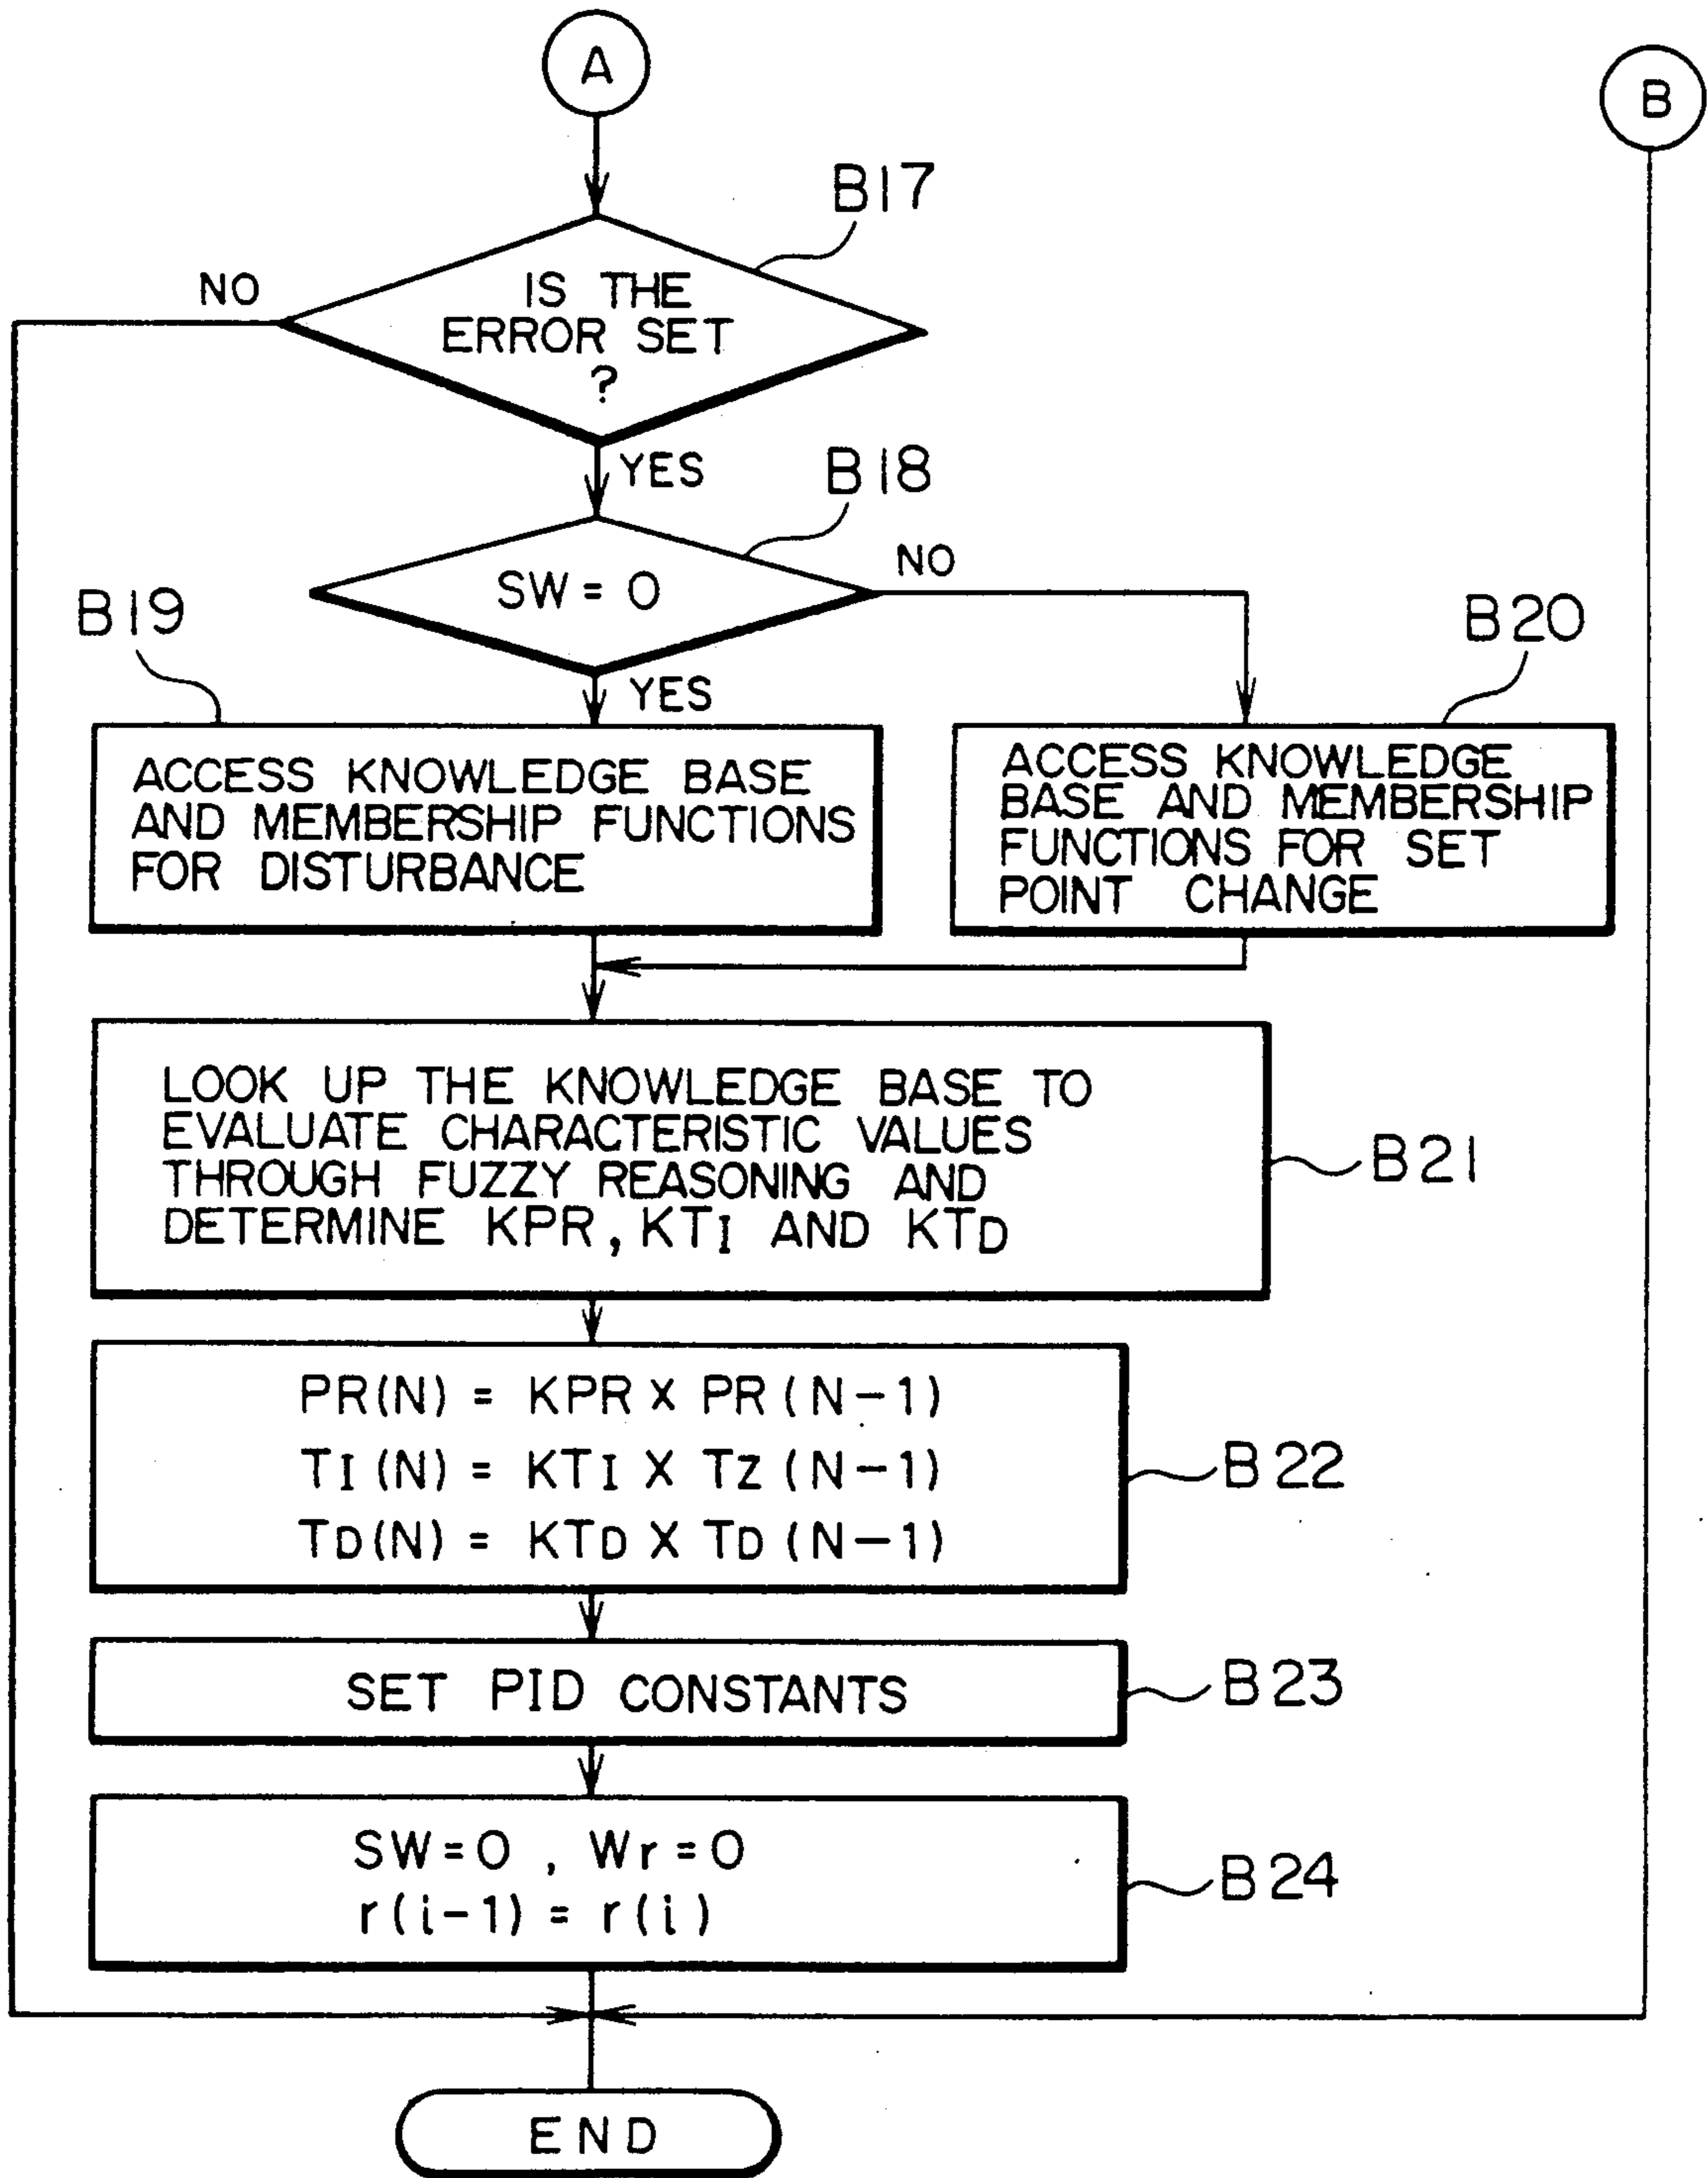 A
B
B17
NO
IS THE
ERROR SET
?
YES
B18
NO
SW = 0
B19
B20
YES
ACCESS KNOWLEDGE BASE
AND MEMBERSHIP FUNCTIONS
FOR DISTURBANCE
ACCESS KNOWLEDGE
BASE AND MEMBERSHIP
FUNCTIONS FOR SET
POINT CHANGE
LOOK UP THE KNOWLEDGE BASE TO
EVALUATE CHARACTERISTIC VALUES
THROUGH FUZZY REASONING AND
DETERMINE KPR, KTI AND KTD
B21
PR(N) = KPR X PR (N-1)
TI (N) = KTI X TZ (N-1)
TD(N) = KTD X TD (N-1)
B22
SET PID CONSTANTS
B23
SW=0 , Wr=0
r(i-1) = r(i)
B24
END